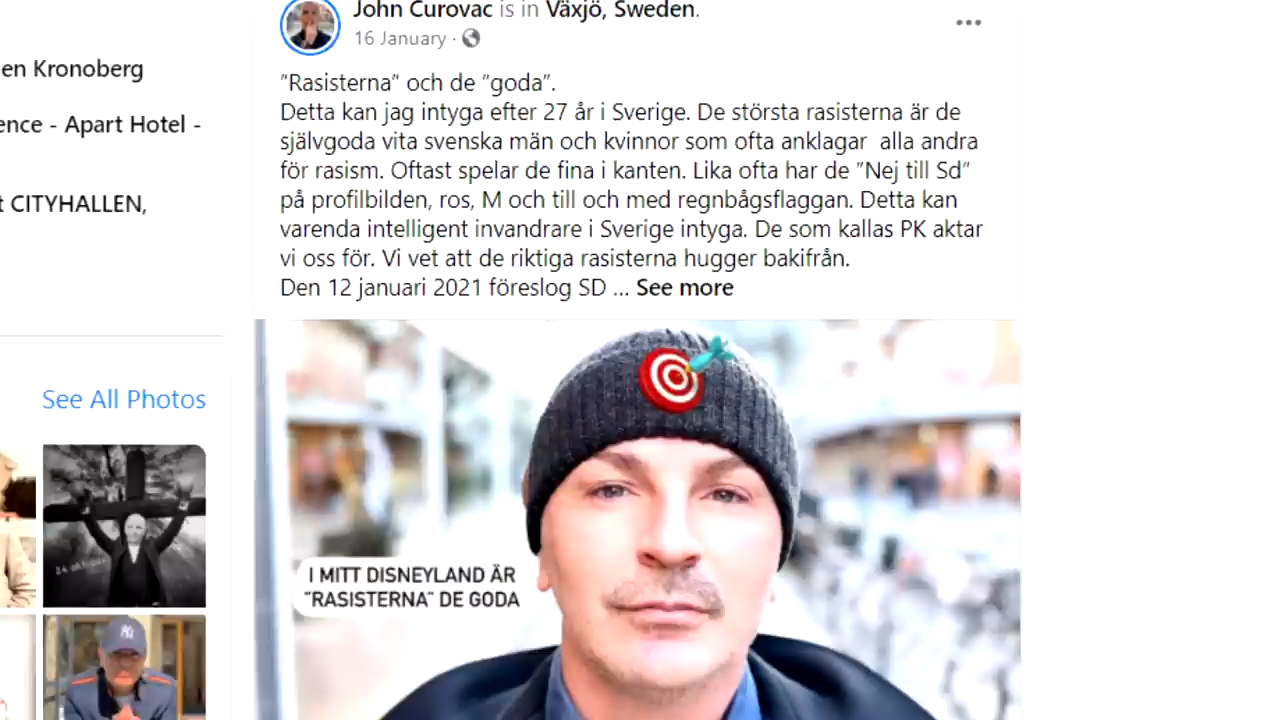 John Curovac is in Växjö, Sweden.
16 January ·
en Kronoberg
ence - Apart Hotel -
CITYHALLEN,
"Rasisterna" och de "goda".
Detta kan jag intyga efter 27 år i Sverige. De största rasisterna är de
självgoda vita svenska män och kvinnor som ofta anklagar alla andra
för rasism. Oftast spelar de fina i kanten. Lika ofta har de "Nej till Sd"
på profilbilden, ros, M och till och med regnbågsflaggan. Detta kan
varenda intelligent invandrare i Sverige intyga. De som kallas PK aktar
vi oss för. Vi vet att de riktiga rasisterna hugger bakifrån.
Den 12 januari 2021 föreslog SD ... See more
See All Photos
I MITT DISNEYLAND ÄR
"RASISTERNA" DE GODA